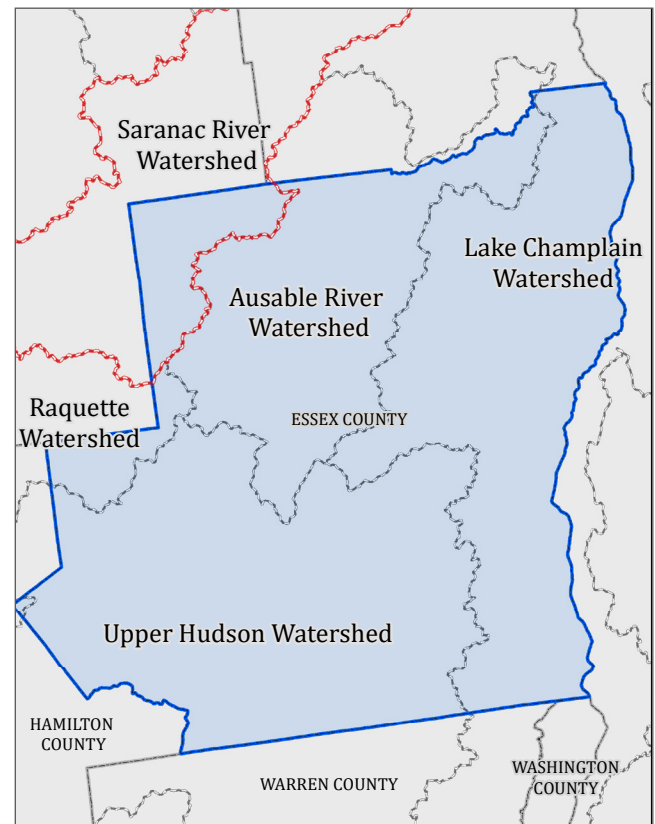 Saranac River
Watershed
Lake Champlain
Watershed
Ausable River
Watershed
Raquette
Watershed
ESSEX COUNTY
Upper Hudson Watershed
HAMILTON
COUNTY
WARREN COUNTY
WASHINGTON
COUNTY